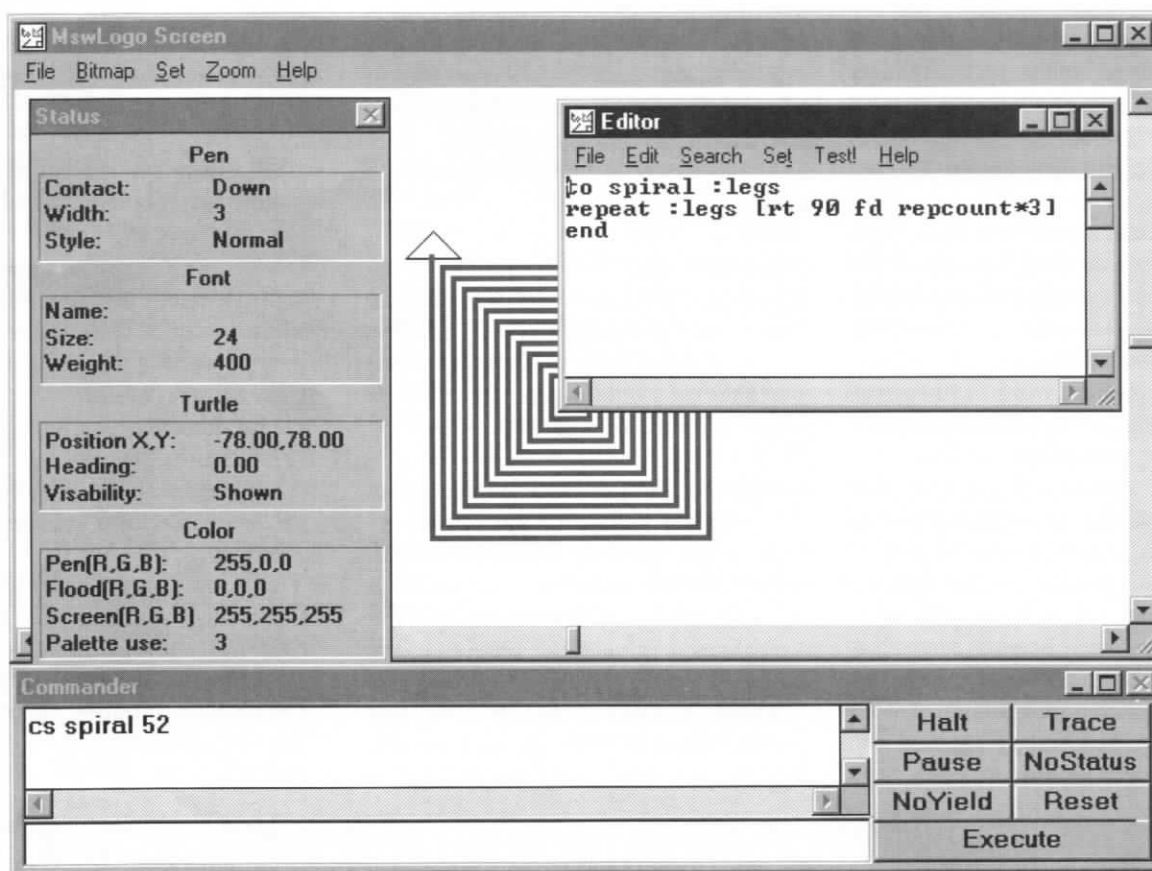 MswLogo Screen
File Bitmap Set Zoom Help
Status
Pen
Contact: Down
Width: 3
Style: Normal
Font
Name:
Size: 24
Weight: 400
Turtle
Position X,Y: -78.00,78.00
Heading: 0.00
Visability: Shown
Color
Pen(R,G,B): 255,0,0
Flood(R,G,B): 0,0,0
Screen(R,G,B) 255,255,255
Palette use: 3
Editor
File Edit Search Set Test! Help
to spiral :legs
repeat :legs [rt 90 fd repcount*3]
end
Commander
cs spiral 52
Halt Trace
Pause NoStatus
NoYield Reset
Execute